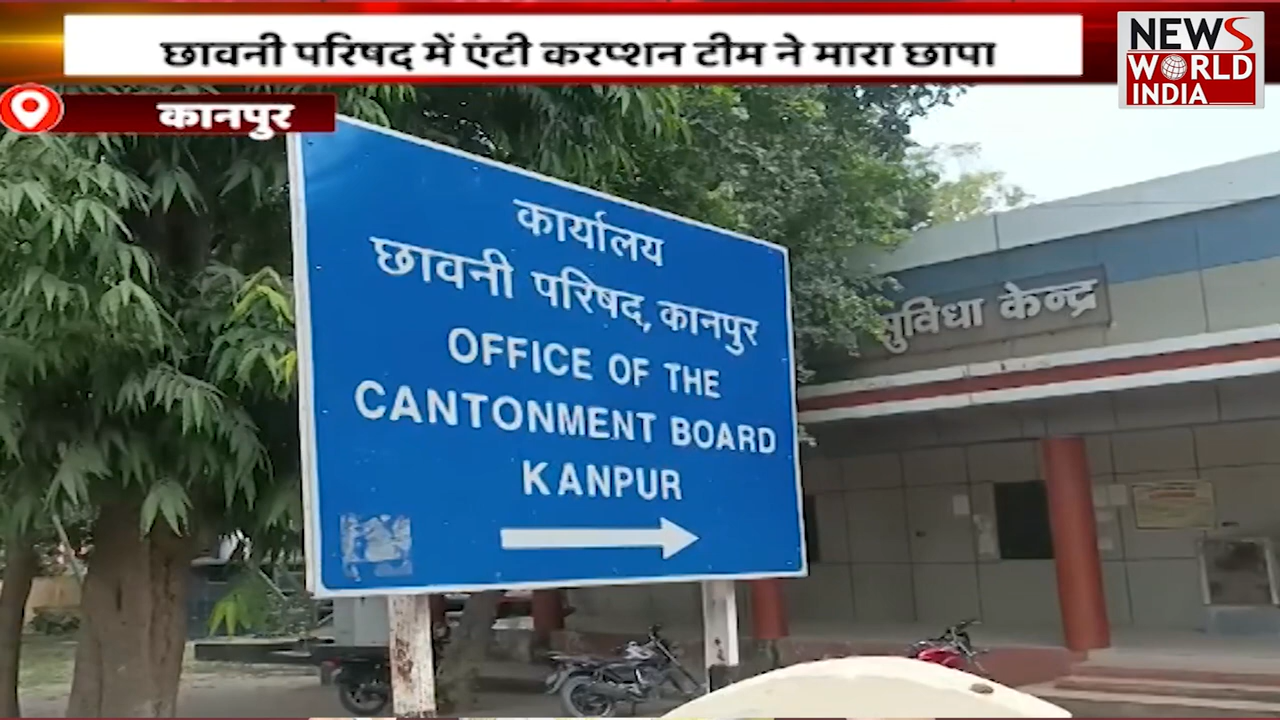 छावनी परिषद में एंटी करप्शन टीम ने मारा छापा
NEWS
WORLD
INDIA
कानपुर
कार्यालय
छावनी परिषद, कानपुर
OFFICE OF THE
CANTONMENT BOARD
KANPUR
सुविधा केन्द्र